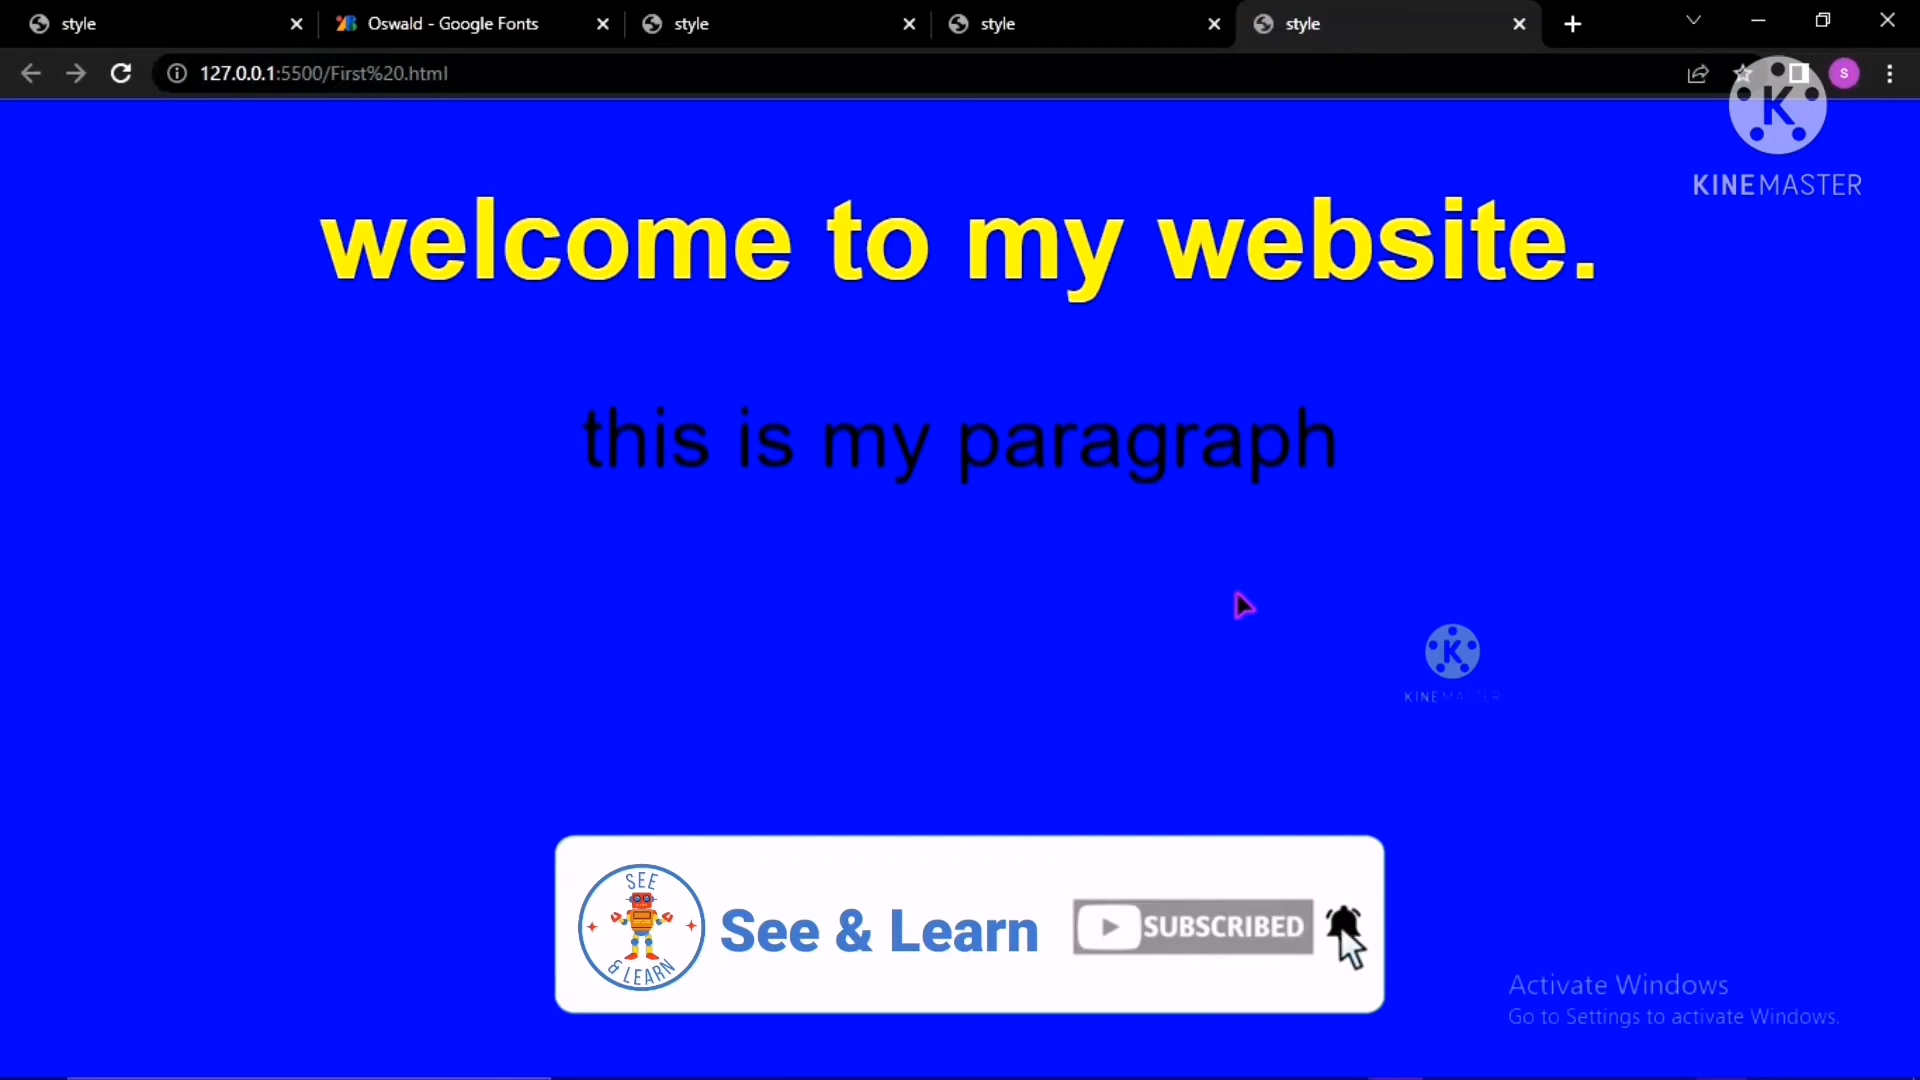 style
Oswald - Google Fonts
style
style
style
127.0.0.1:5500/First%20.html
S
K
KINEMASTER
welcome to my website.
this is my paragraph
K
KINEMASTER
SEE
& LEARN
See & Learn
SUBSCRIBED
Activate Windows
Go to Settings to activate Windows.